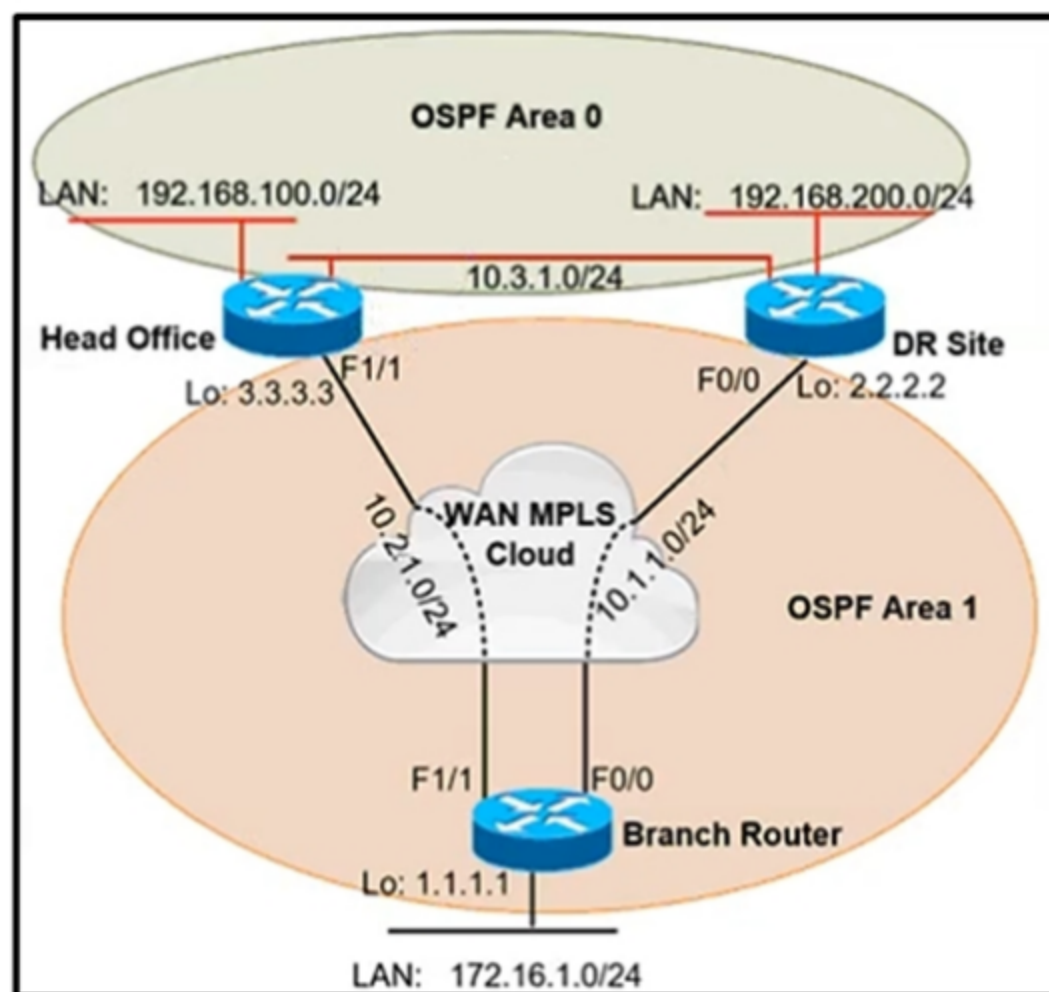 OSPF Area 0
LAN: 192.168.100.0/24
LAN: 192.168.200.0/24
10.3.1.0/24
Head Office
DR Site
F1/1
F0/0
Lo: 3.3.3.3
Lo: 2.2.2.2
WAN MPLS
Cloud
10.2.1.0/24
10.1.1.0/24
OSPF Area 1
F1/1
F0/0
Branch Router
Lo: 1.1.1.1
LAN: 172.16.1.0/24